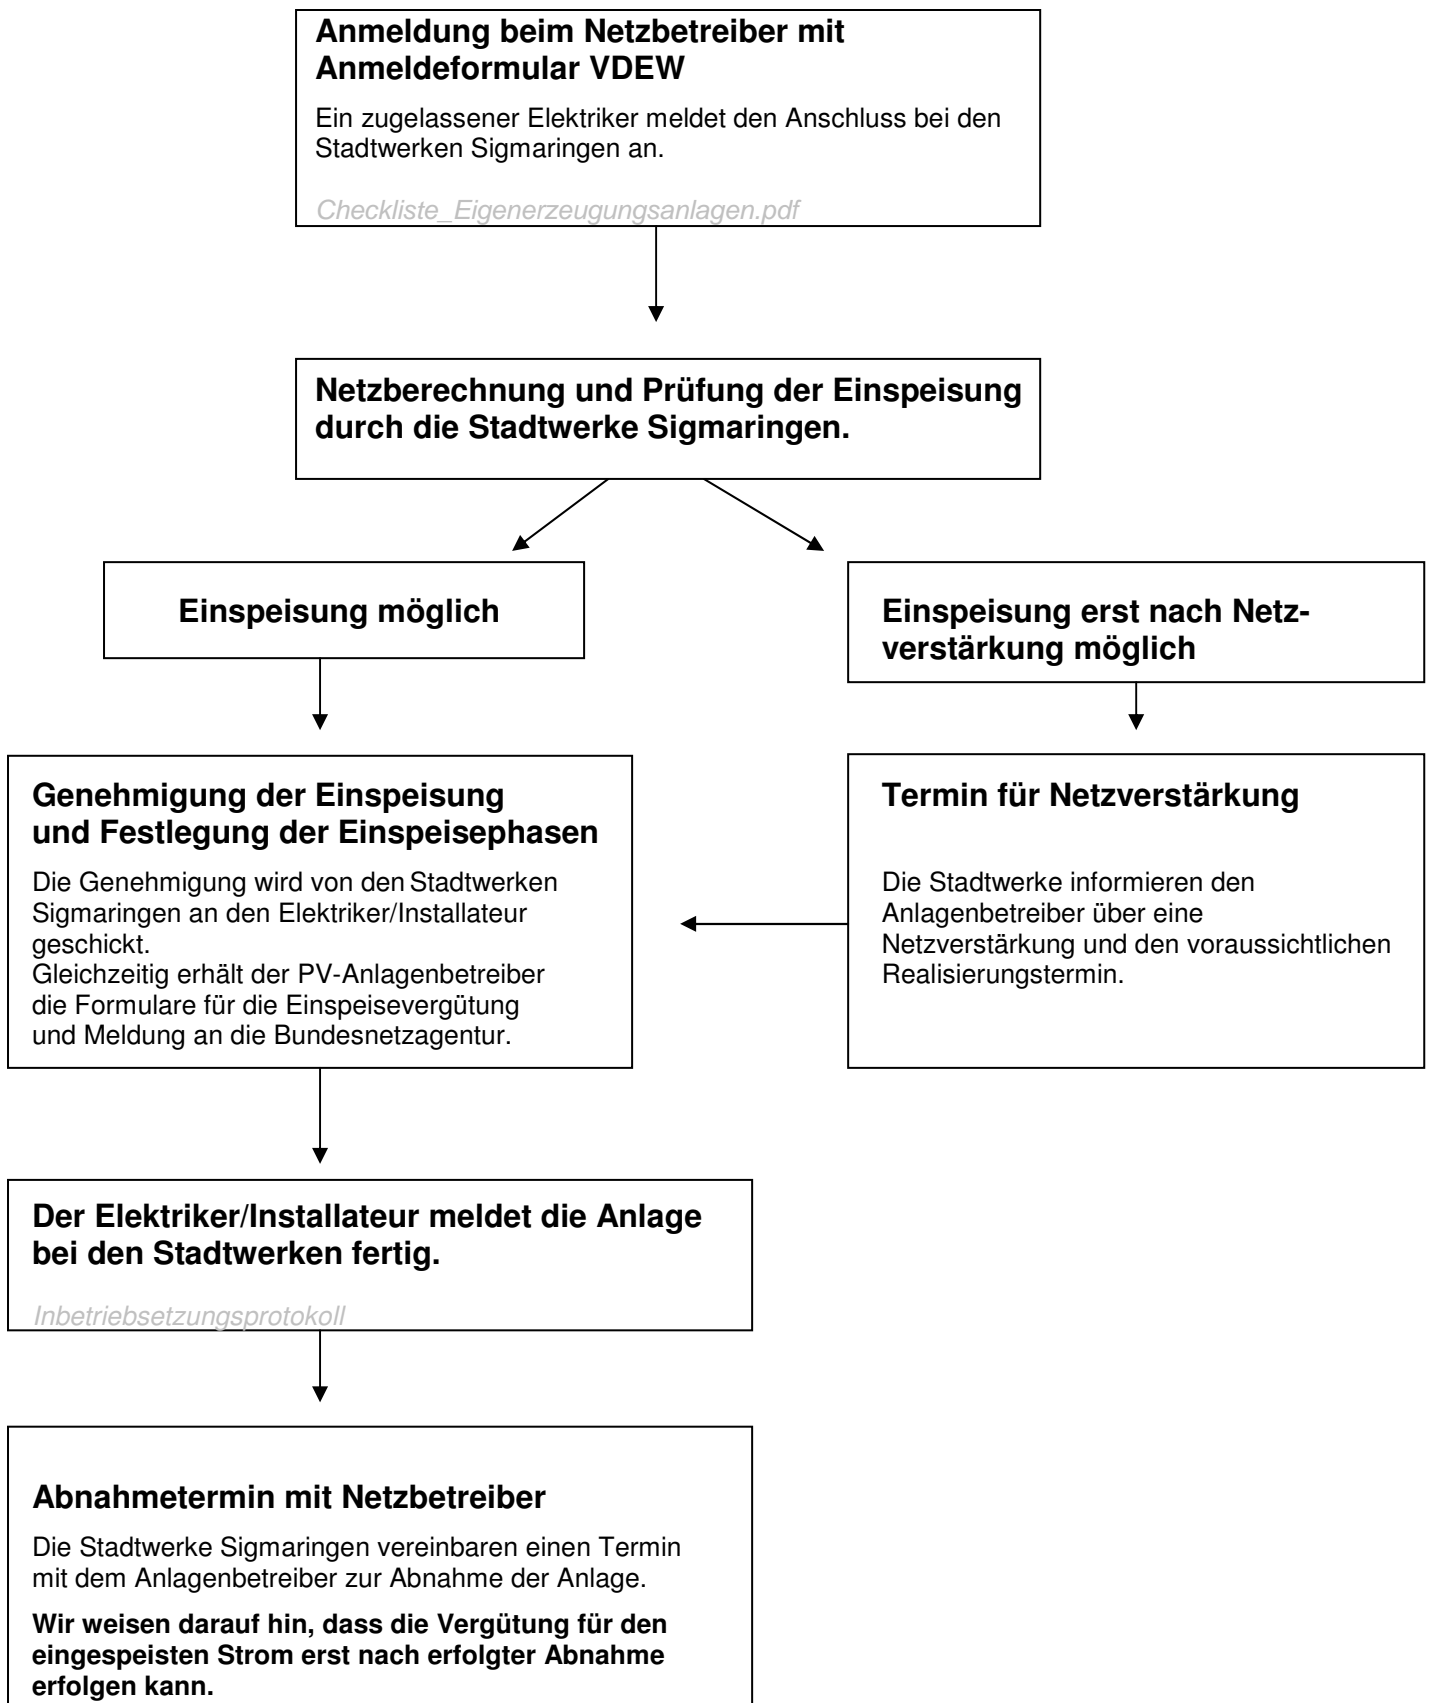 Anmeldung beim Netzbetreiber mit
Anmeldeformular VDEW
Ein zugelassener Elektriker meldet den Anschluss bei den
Stadtwerken Sigmaringen an.
Checkliste_Eigenerzeugungsanlagen.pdf
Netzberechnung und Prüfung der Einspeisung
durch die Stadtwerke Sigmaringen.
Einspeisung möglich
Einspeisung erst nach Netz-
verstärkung möglich
Genehmigung der Einspeisung
und Festlegung der Einspeisephasen
Die Genehmigung wird von den Stadtwerken
Sigmaringen an den Elektriker/Installateur
geschickt.
Gleichzeitig erhält der PV-Anlagenbetreiber
die Formulare für die Einspeisevergütung
und Meldung an die Bundesnetzagentur.
Termin für Netzverstärkung
Die Stadtwerke informieren den
Anlagenbetreiber über eine
Netzverstärkung und den voraussichtlichen
Realisierungstermin.
Der Elektriker/Installateur meldet die Anlage
bei den Stadtwerken fertig.
Inbetriebsetzungsprotokoll
Abnahmetermin mit Netzbetreiber
Die Stadtwerke Sigmaringen vereinbaren einen Termin
mit dem Anlagenbetreiber zur Abnahme der Anlage.
Wir weisen darauf hin, dass die Vergütung für den
eingespeisten Strom erst nach erfolgter Abnahme
erfolgen kann.